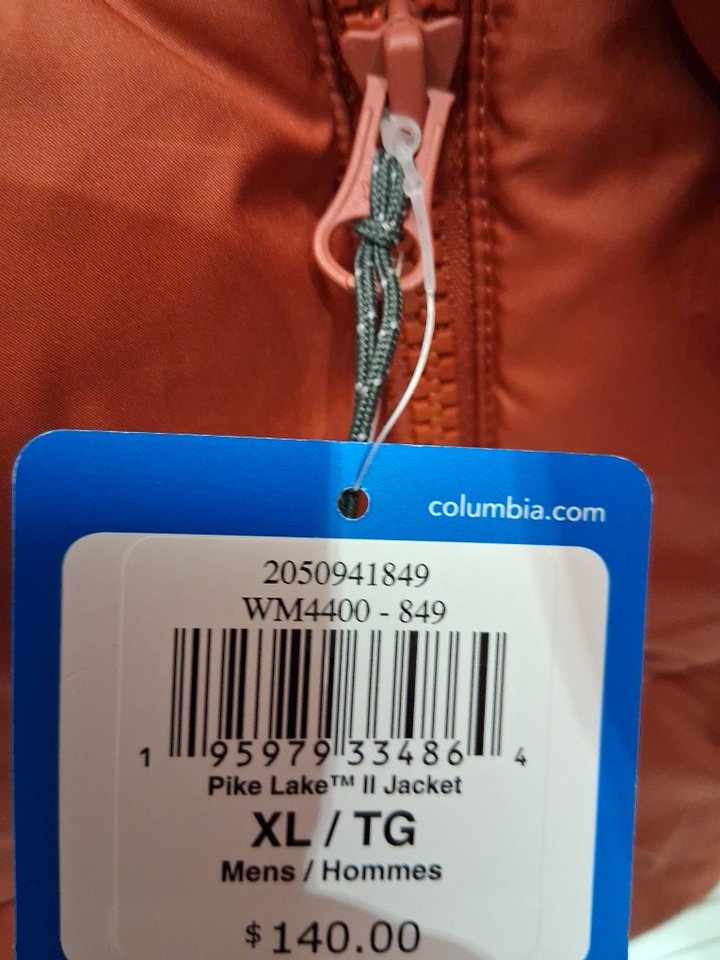 columbia.com
2050941849
WM4400 - 849
1 95979 33486 4
Pike Lake™ II Jacket
XL / TG
Mens / Hommes
$140.00